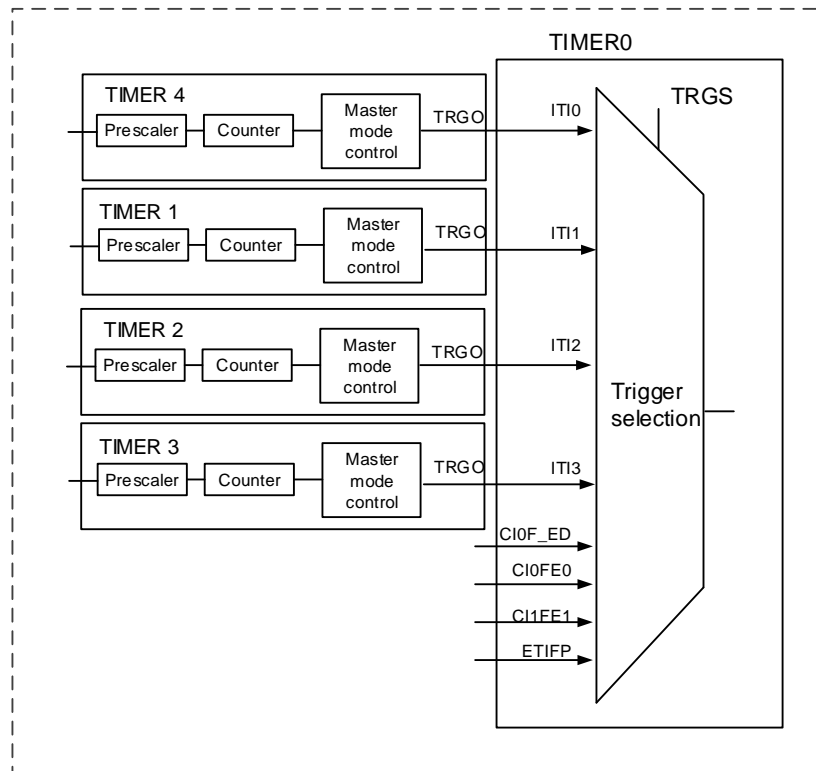 TIMER0
TIMER 4
Prescaler
Counter
Master
mode
control
TRGO
ITI0
TRGS
TIMER 1
Prescaler
Counter
Master
mode
control
TRGO
ITI1
TIMER 2
Prescaler
Counter
Master
mode
control
TRGO
ITI2
Trigger
selection
TIMER 3
Prescaler
Counter
Master
mode
control
TRGO
ITI3
CI0F_ED
CI0FE0
CI1FE1
ETIFP